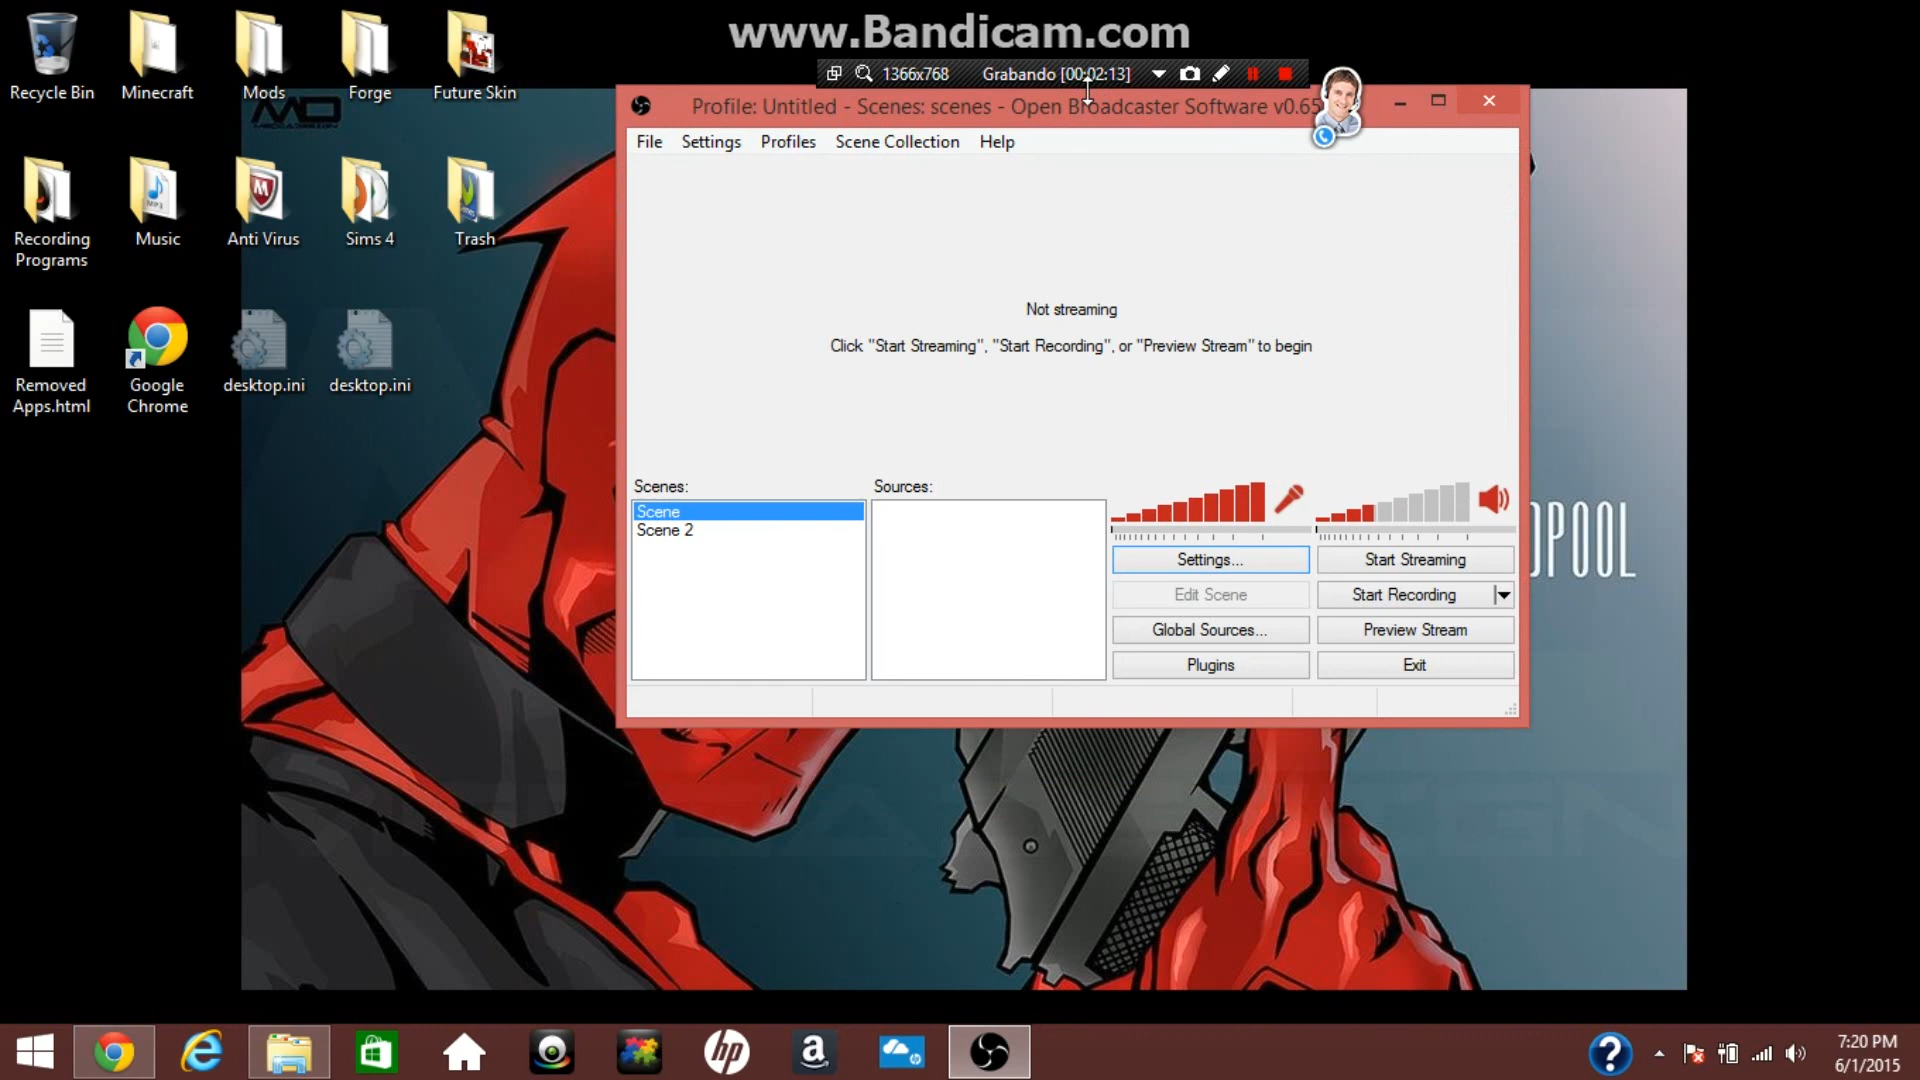 www.Bandicam.com
1366x768 Grabando [00:02:13]
Recycle Bin
Minecraft
Mods
Forge
Future Skin
Profile: Untitled - Scenes: scenes - Open Broadcaster Software v0.65
File Settings Profiles Scene Collection Help
Recording
Programs
Music
Anti Virus
Sims 4
Trash
Not streaming
Click "Start Streaming", "Start Recording", or "Preview Stream" to begin
Removed
Apps.html
Google
Chrome
desktop.ini
desktop.ini
Scenes:
Sources:
Scene
Scene 2
Settings...
Start Streaming
Edit Scene
Start Recording
Global Sources...
Preview Stream
Plugins
Exit
MP3
DPOOL
hp
a
hp
?
7:20 PM
6/1/2015